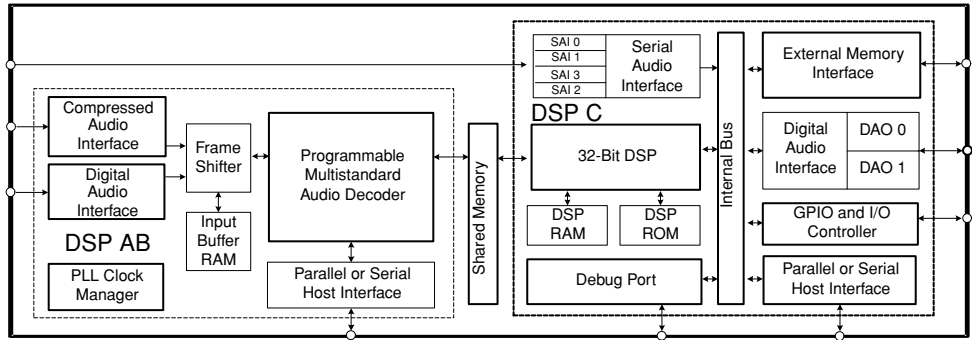 Compressed
Audio
Interface
Digital
Audio
Interface
DSP AB
PLL Clock
Manager
Frame
Shifter
Input
Buffer
RAM
Programmable
Multistandard
Audio Decoder
Parallel or Serial
Host Interface
Shared Memory
SAI 0
SAI 1
SAI 3
SAI 2
Serial
Audio
Interface
DSP C
32-Bit DSP
DSP
RAM
DSP
ROM
Debug Port
Internal Bus
External Memory
Interface
Digital
Audio
Interface
DAO 0
DAO 1
GPIO and I/O
Controller
Parallel or Serial
Host Interface